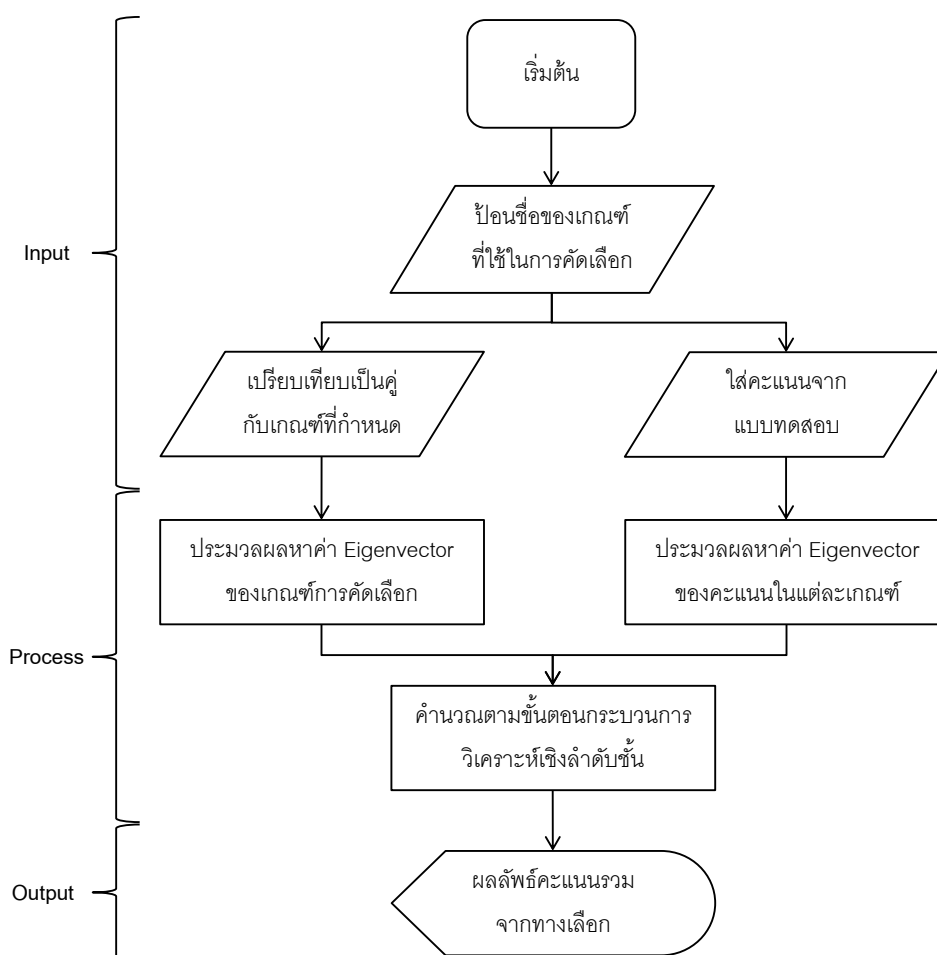 เริ่มต้น
ป้อนชื่อของเกณฑ์
ที่ใช้ในการคัดเลือก
Input
เปรียบเทียบเป็นคู่
กับเกณฑ์ที่กำหนด
ใส่คะแนนจาก
แบบทดสอบ
ประมวลผลหาค่า Eigenvector
ของเกณฑ์การคัดเลือก
ประมวลผลหาค่า Eigenvector
ของคะแนนในแต่ละเกณฑ์
Process
คำนวณตามขั้นตอนกระบวนการ
วิเคราะห์เชิงลำดับชั้น
Output
ผลลัพธ์คะแนนรวม
จากทางเลือก